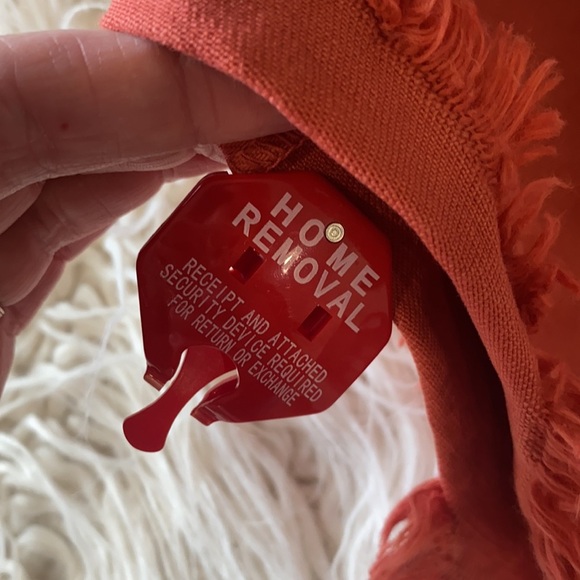 HOME
REMOVAL
RECEIPT AND ATTACHED
SECURITY DEVICE REQUIRED
FOR RETURN OR EXCHANGE